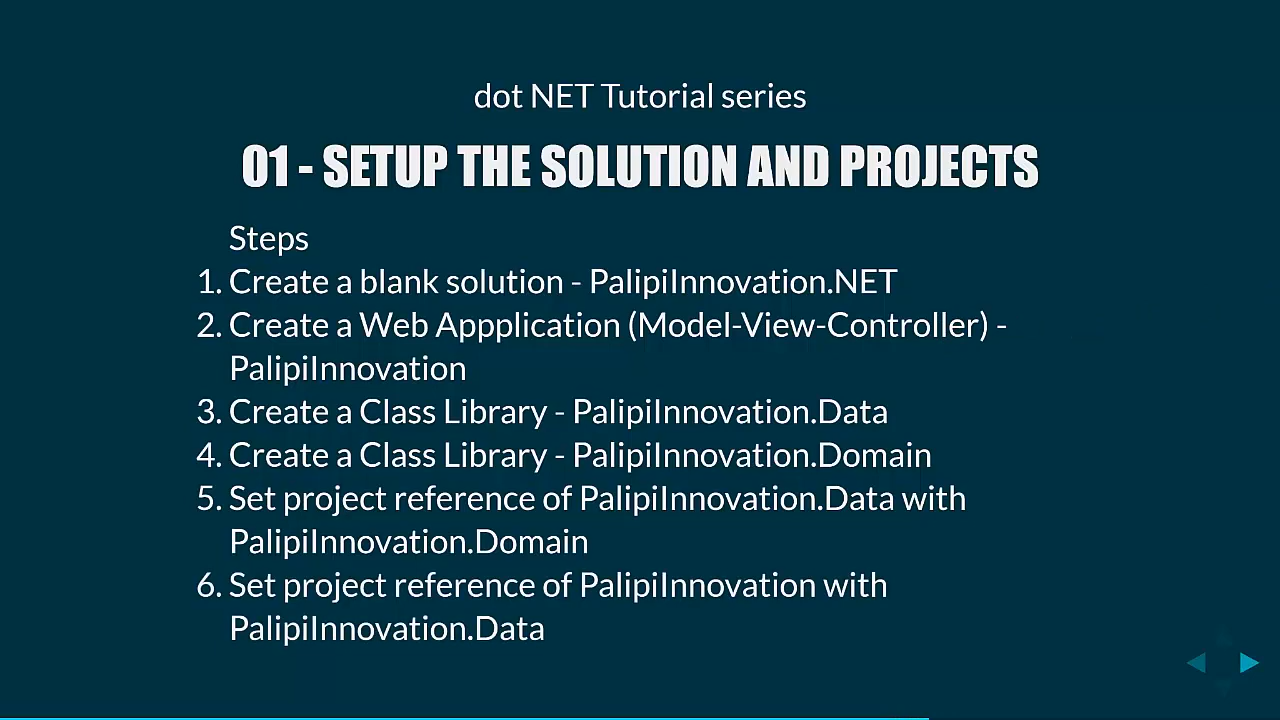 dot NET Tutorial series
01 - SETUP THE SOLUTION AND PROJECTS
Steps
1. Create a blank solution - PalipiInnovation.NET
2. Create a Web Appplication (Model-View-Controller) -
PalipiInnovation
3. Create a Class Library - PalipiInnovation.Data
4. Create a Class Library - PalipiInnovation.Domain
5. Set project reference of PalipiInnovation.Data with
PalipiInnovation.Domain
6. Set project reference of PalipiInnovation with
PalipiInnovation.Data